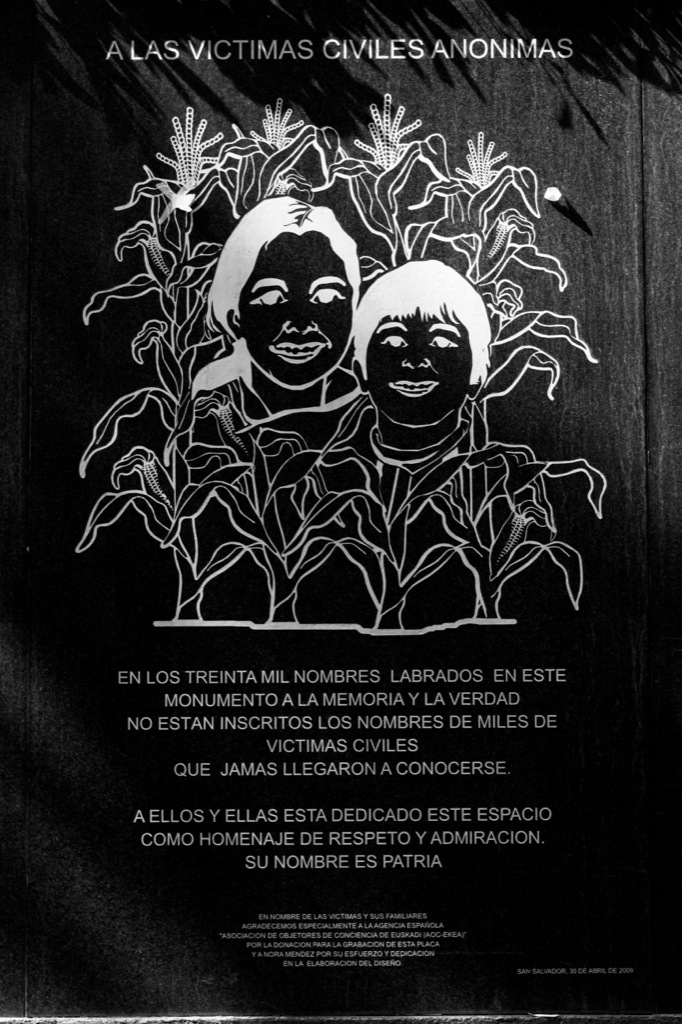 A LAS VICTIMAS CIVILES ANONIMAS
EN LOS TREINTA MIL NOMBRES LABRADOS EN ESTE
MONUMENTO A LA MEMORIA Y LA VERDAD
NO ESTAN INSCRITOS LOS NOMBRES DE MILES DE
VICTIMAS CIVILES
QUE JAMAS LLEGARON A CONOCERSE.
A ELLOS Y ELLAS ESTA DEDICADO ESTE ESPACIO
COMO HOMENAJE DE RESPETO Y ADMIRACION.
SU NOMBRE ES PATRIA
EN NOMBRE DE LAS VICTIMAS Y SUS FAMILIARES
AGRADECEMOS ESPECIALMENTE A LA AGENCIA ESPAÑOLA
"ASOCIACION DE OBJETORES DE CONCIENCIA DE EUSKADI (AOC-EKEA)"
POR LA DONACION PARA LA GRABACION DE ESTA PLACA
Y A NORA MENDEZ POR SU ESFUERZO Y DEDICACION
EN LA ELABORACION DEL DISEÑO.
SAN SALVADOR, 30 DE ABRIL DE 2009